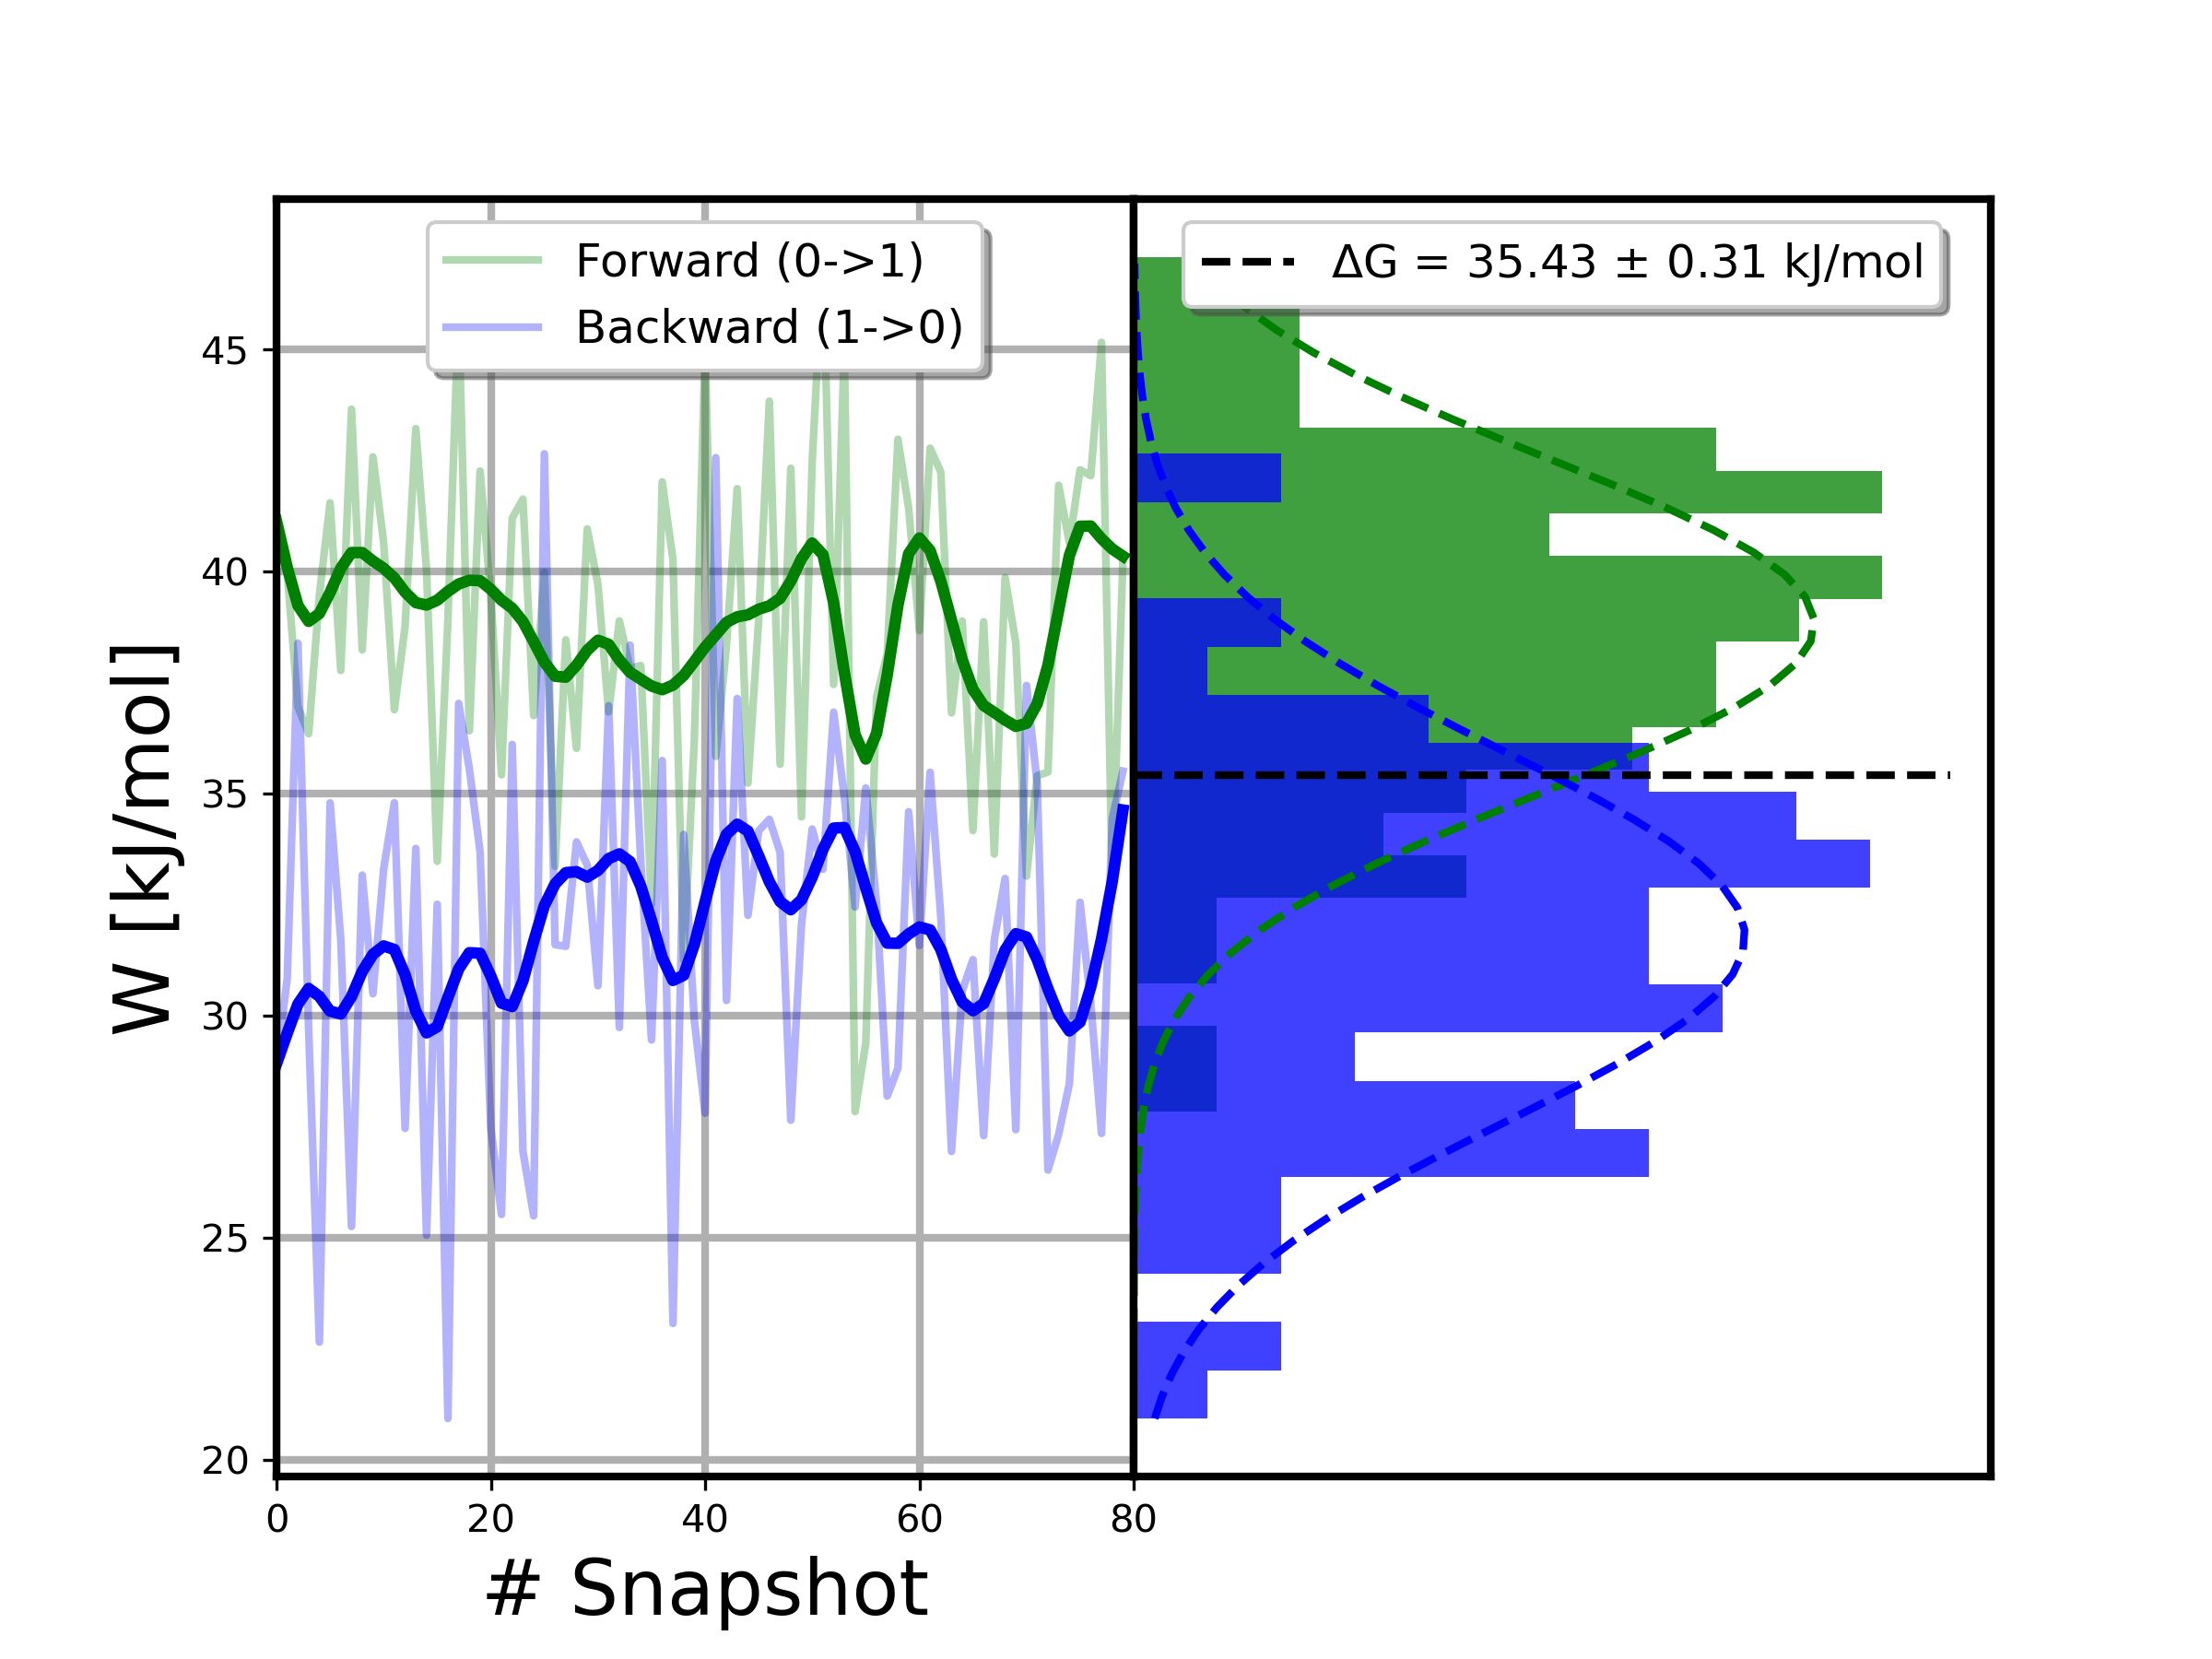 Forward (0->1)
Backward (1->0)
ΔG = 35.43 ± 0.31 kJ/mol
W [kJ/mol]
45
40
35
30
25
20
0 20 40 60 80
# Snapshot